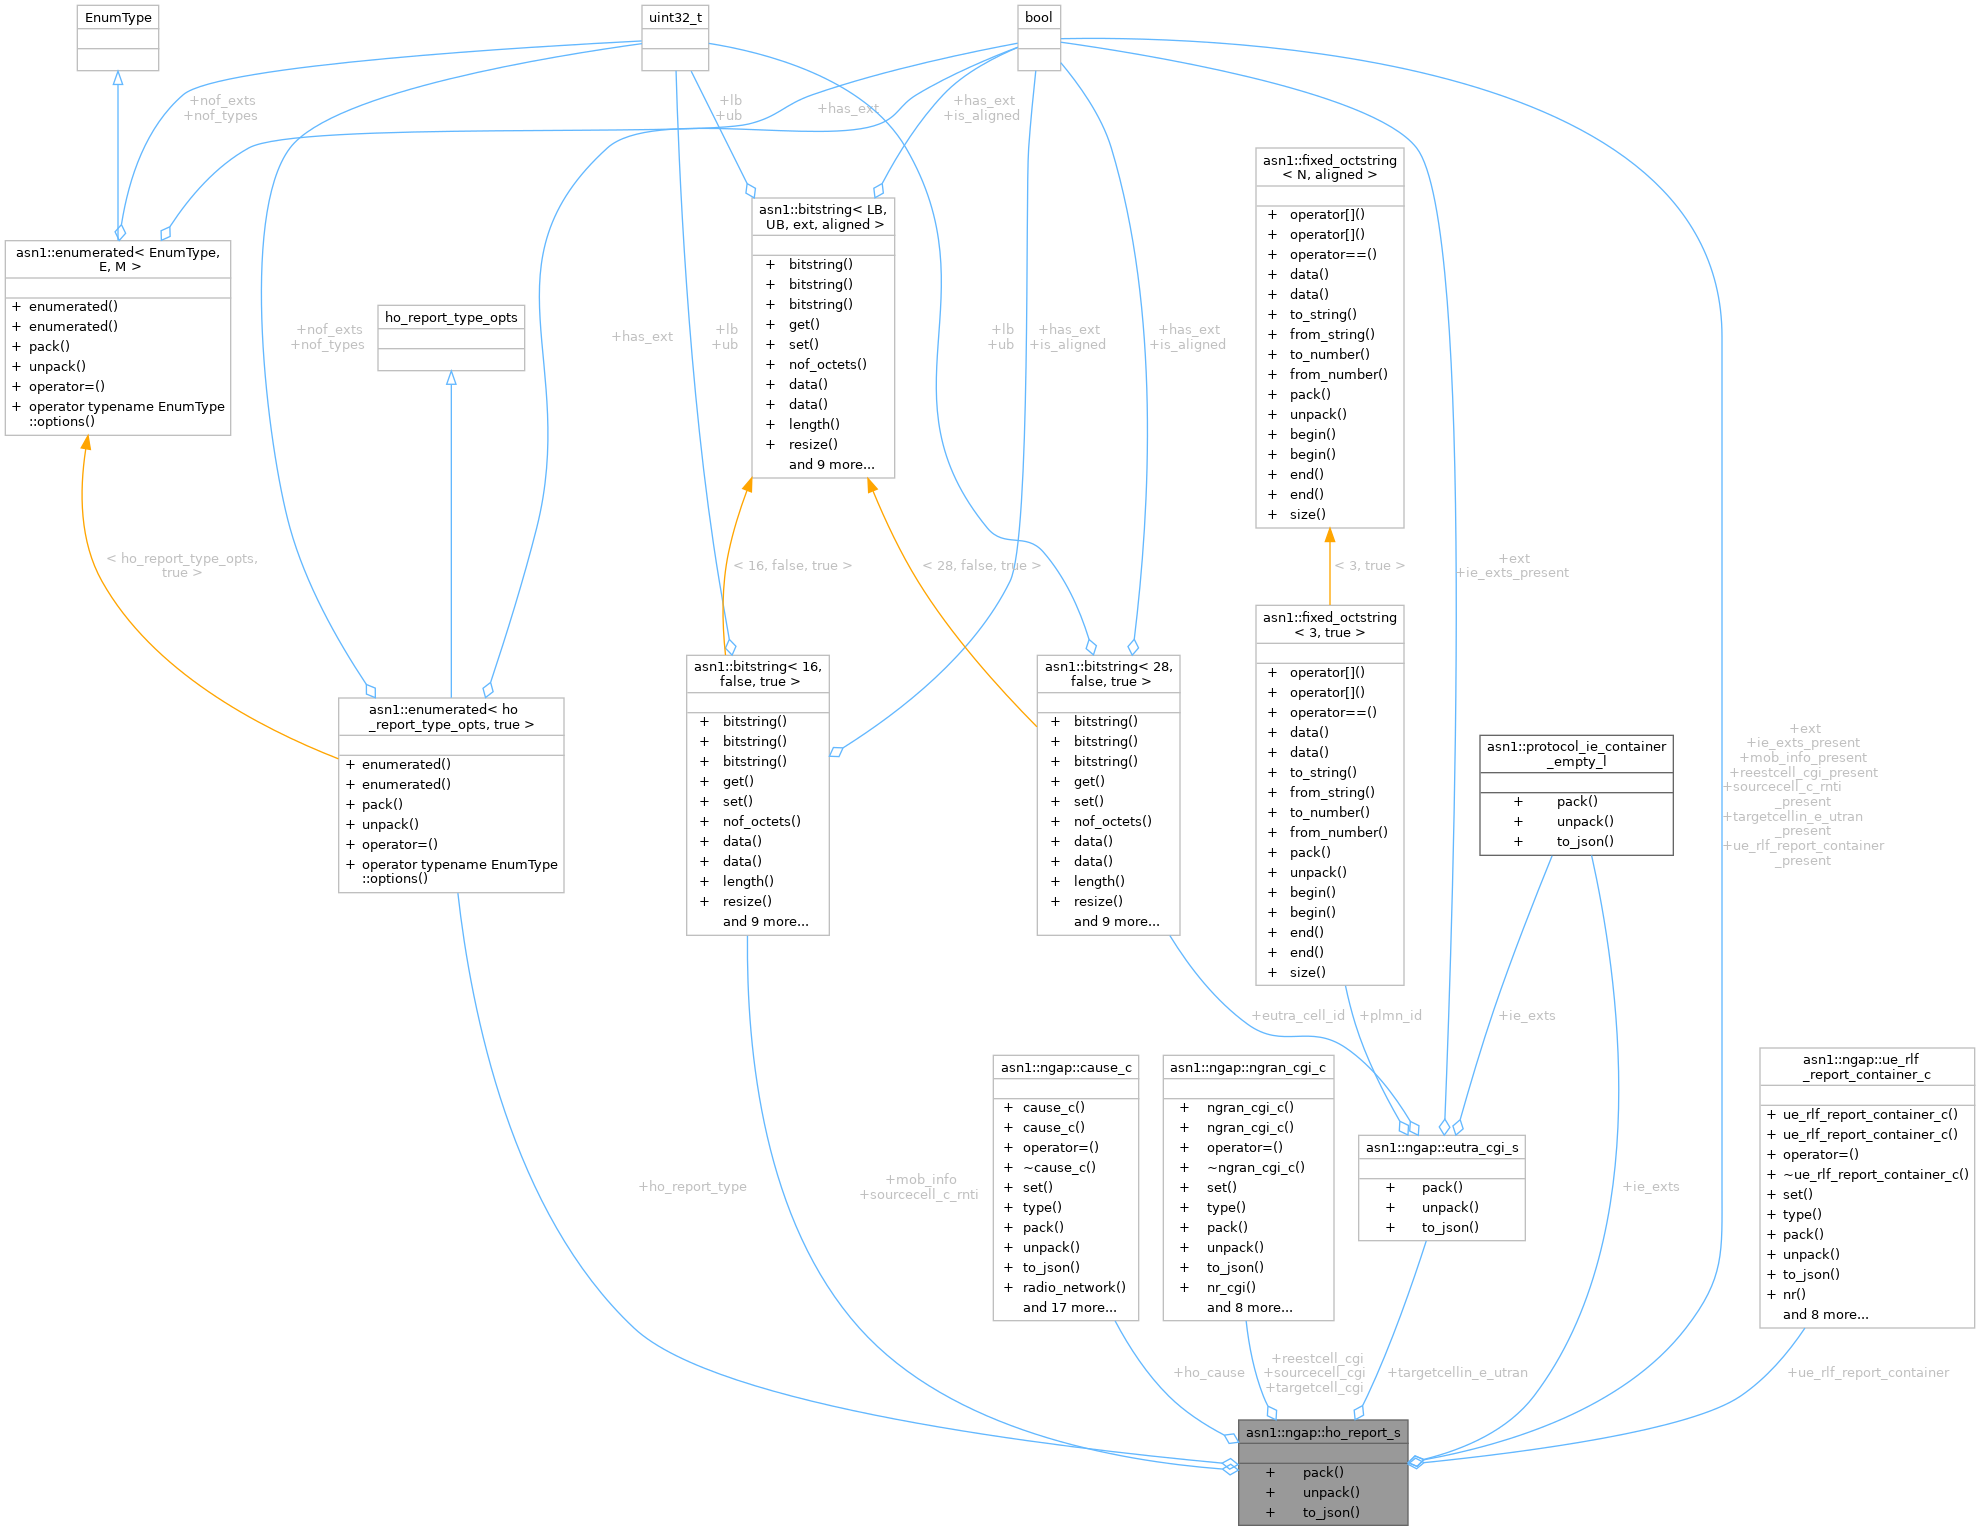 EnumType
uint32_t
bool
+nof_exts
+nof_types
+lb
+ub
+has_ext
+has_ext
+is_aligned
asn1::fixed_octstring
< N, aligned >
+ operator[]()
+ operator[]()
+ operator==()
+ data()
+ data()
+ to_string()
+ from_string()
+ to_number()
+ from_number()
+ pack()
+ unpack()
+ begin()
+ begin()
+ end()
+ end()
+ size()
asn1::bitstring< LB,
UB, ext, aligned >
+ bitstring()
+ bitstring()
+ bitstring()
+ get()
+ set()
+ nof_octets()
+ data()
+ data()
+ length()
+ resize()
and 9 more...
asn1::enumerated< EnumType,
E, M >
+ enumerated()
+ enumerated()
+ pack()
+ unpack()
+ operator=()
+ operator typename EnumType
::options()
ho_report_type_opts
+nof_exts
+nof_types
+has_ext
+lb
+ub
+lb
+ub
+has_ext
+is_aligned
+has_ext
+is_aligned
< ho_report_type_opts,
true >
< 16, false, true >
< 28, false, true >
< 3, true >
+ext
+ie_exts_present
asn1::fixed_octstring
< 3, true >
+ operator[]()
+ operator[]()
+ operator==()
+ data()
+ data()
+ to_string()
+ from_string()
+ to_number()
+ from_number()
+ pack()
+ unpack()
+ begin()
+ begin()
+ end()
+ end()
+ size()
asn1::enumerated< ho
_report_type_opts, true >
+ enumerated()
+ enumerated()
+ pack()
+ unpack()
+ operator=()
+ operator typename EnumType
::options()
asn1::bitstring< 16,
false, true >
+ bitstring()
+ bitstring()
+ bitstring()
+ get()
+ set()
+ nof_octets()
+ data()
+ data()
+ length()
+ resize()
and 9 more...
asn1::bitstring< 28,
false, true >
+ bitstring()
+ bitstring()
+ bitstring()
+ get()
+ set()
+ nof_octets()
+ data()
+ data()
+ length()
+ resize()
and 9 more...
asn1::protocol_ie_container
_empty_l
+ pack()
+ unpack()
+ to_json()
+ext
+ie_exts_present
+mob_info_present
+reestcell_cgi_present
+sourcecell_c_rnti
_present
+targetcellin_e_utran
_present
+ue_rlf_report_container
_present
+eutra_cell_id
+plmn_id
+ie_exts
asn1::ngap::cause_c
+ cause_c()
+ cause_c()
+ operator=()
+ ~cause_c()
+ set()
+ type()
+ pack()
+ unpack()
+ to_json()
+ radio_network()
and 17 more...
asn1::ngap::ngran_cgi_c
+ ngran_cgi_c()
+ ngran_cgi_c()
+ operator=()
+ ~ngran_cgi_c()
+ set()
+ type()
+ pack()
+ unpack()
+ to_json()
+ nr_cgi()
and 8 more...
asn1::ngap::eutra_cgi_s
+ pack()
+ unpack()
+ to_json()
asn1::ngap::ue_rlf
_report_container_c
+ ue_rlf_report_container_c()
+ ue_rlf_report_container_c()
+ operator=()
+ ~ue_rlf_report_container_c()
+ set()
+ type()
+ pack()
+ unpack()
+ to_json()
+ nr()
and 8 more...
+ho_report_type
+mob_info
+sourcecell_c_rnti
+ie_exts
+ho_cause
+reestcell_cgi
+sourcecell_cgi
+targetcell_cgi
+targetcellin_e_utran
+ue_rlf_report_container
asn1::ngap::ho_report_s
+ pack()
+ unpack()
+ to_json()